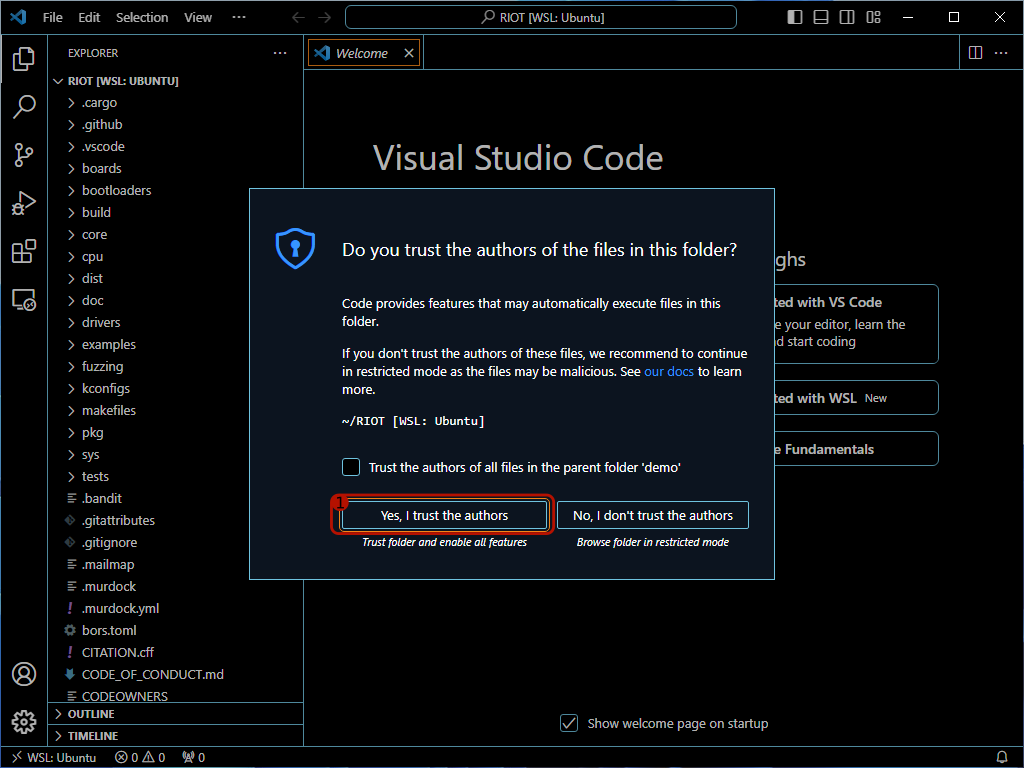 File Edit Selection View ···
RIOT [WSL: Ubuntu]
EXPLORER ···
Welcome
RIOT [WSL: UBUNTU]
.cargo
.github
.vscode
boards
bootloaders
build
core
cpu
dist
doc
drivers
examples
fuzzing
kconfigs
makefiles
pkg
sys
tests
.bandit
.gitattributes
.gitignore
.mailmap
.murdock
.murdock.yml
bors.toml
CITATION.cff
CODE_OF_CONDUCT.md
CODEOWNERS
OUTLINE
TIMELINE
Visual Studio Code
Do you trust the authors of the files in this folder?
Code provides features that may automatically execute files in this
folder.
If you don't trust the authors of these files, we recommend to continue
in restricted mode as the files may be malicious. See our docs to learn
more.
~/RIOT [WSL: Ubuntu]
Trust the authors of all files in the parent folder 'demo'
1
Yes, I trust the authors
No, I don't trust the authors
Trust folder and enable all features
Browse folder in restricted mode
ghs
ted with VS Code
e your editor, learn the
d start coding
ted with WSL New
e Fundamentals
Show welcome page on startup
WSL: Ubuntu 0 0 0